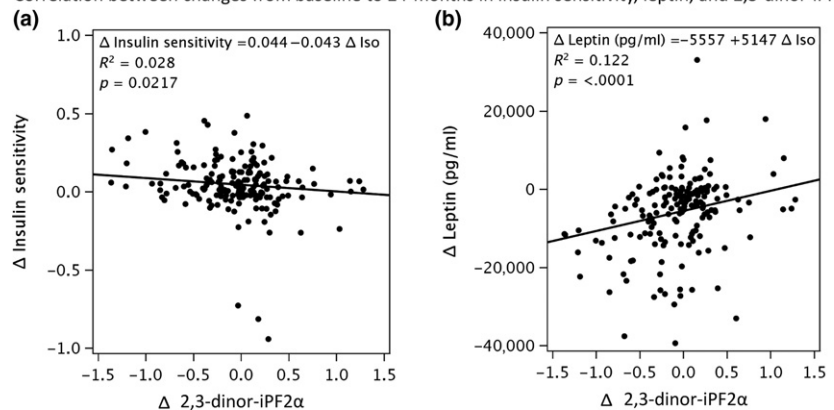 (a)
Δ Insulin sensitivity =0.044 −0.043 Δ Iso
R² = 0.028
p = 0.0217
1.0
0.5
0.0
−0.5
−1.0
Δ Insulin sensitivity
−1.5 −1.0 −0.5 0.0 0.5 1.0 1.5
Δ 2,3-dinor-iPF2α
(b)
Δ Leptin (pg/ml) =−5557 +5147 Δ Iso
R² = 0.122
p = <.0001
40,000
20,000
0
−20,000
−40,000
Δ Leptin (pg/ml)
−1.5 −1.0 −0.5 0.0 0.5 1.0 1.5
Δ 2,3-dinor-iPF2α